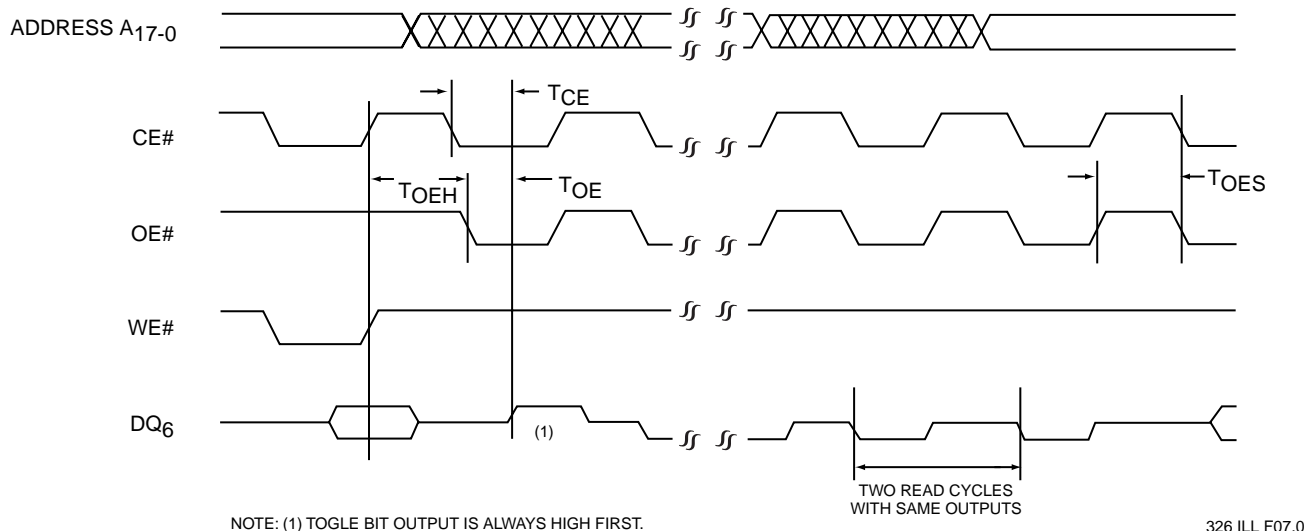 ADDRESS A17-0
TCE
CE#
TOEH
TOE
TOES
OE#
WE#
DQ6
(1)
TWO READ CYCLES
WITH SAME OUTPUTS
NOTE: (1) TOGLE BIT OUTPUT IS ALWAYS HIGH FIRST.
326 ILL F07.0